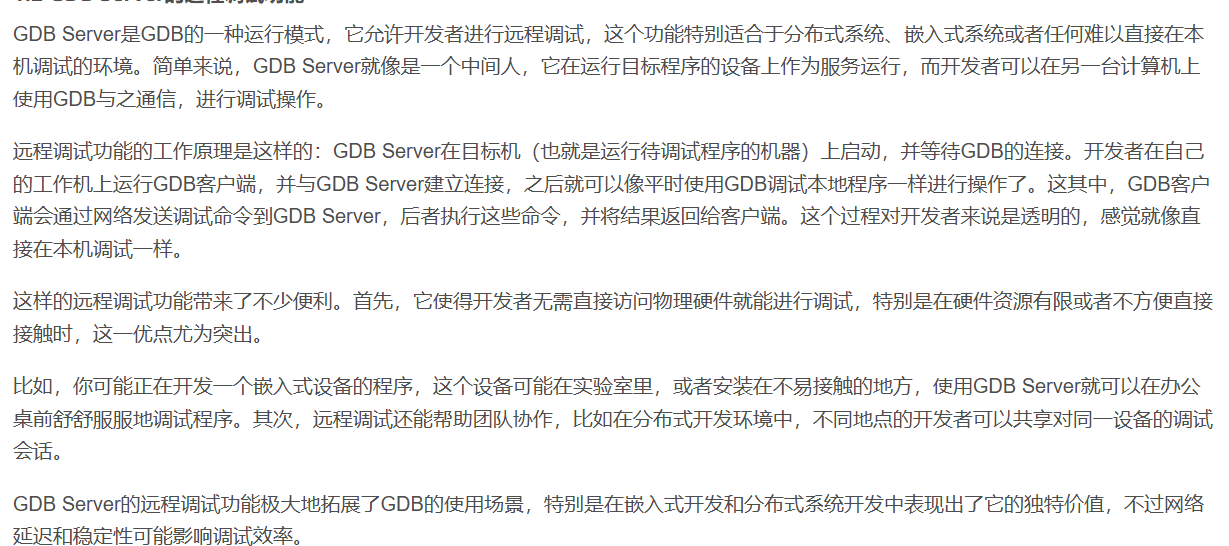 GDB Server是GDB的一种运行模式，它允许开发者进行远程调试，这个功能特别适合于分布式系统、嵌入式系统或者任何难以直接在本
机调试的环境。简单来说，GDB Server就像是一个中间人，它在运行目标程序的设备上作为服务运行，而开发者可以在另一台计算机上
使用GDB与之通信，进行调试操作。
远程调试功能的工作原理是这样的：GDB Server在目标机（也就是运行待调试程序的机器）上启动，并等待GDB的连接。开发者在自己
的工作机上运行GDB客户端，并与GDB Server建立连接，之后就可以像平时使用GDB调试本地程序一样进行操作了。这其中，GDB客户
端会通过网络发送调试命令到GDB Server，后者执行这些命令，并将结果返回给客户端。这个过程对开发者来说是透明的，感觉就像直
接在本机调试一样。
这样的远程调试功能带来了不少便利。首先，它使得开发者无需直接访问物理硬件就能进行调试，特别是在硬件资源有限或者不方便直接
接触时，这一优点尤为突出。
比如，你可能正在开发一个嵌入式设备的程序，这个设备可能在实验室里，或者安装在不易接触的地方，使用GDB Server就可以在办公
桌前舒舒服服地调试程序。其次，远程调试还能帮助团队协作，比如在分布式开发环境中，不同地点的开发者可以共享对同一设备的调试
会话。
GDB Server的远程调试功能极大地拓展了GDB的使用场景，特别是在嵌入式开发和分布式系统开发中表现出了它的独特价值，不过网络
延迟和稳定性可能影响调试效率。